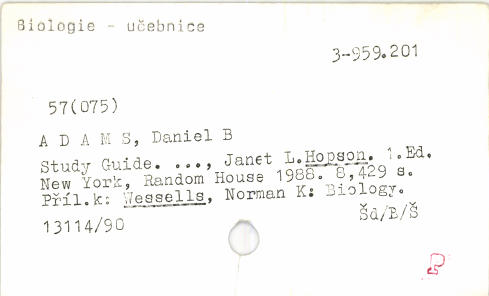 Biologie - učebnice
3-959.201
57(075)
A D A M S, Daniel B
Study Guide. ..., Janet L.Hopson. 1.Ed.
New York, Random House 1988. 8,429 s.
Příl.k: Wessells, Norman K: Biology.
13114/90
Šd/B/Š